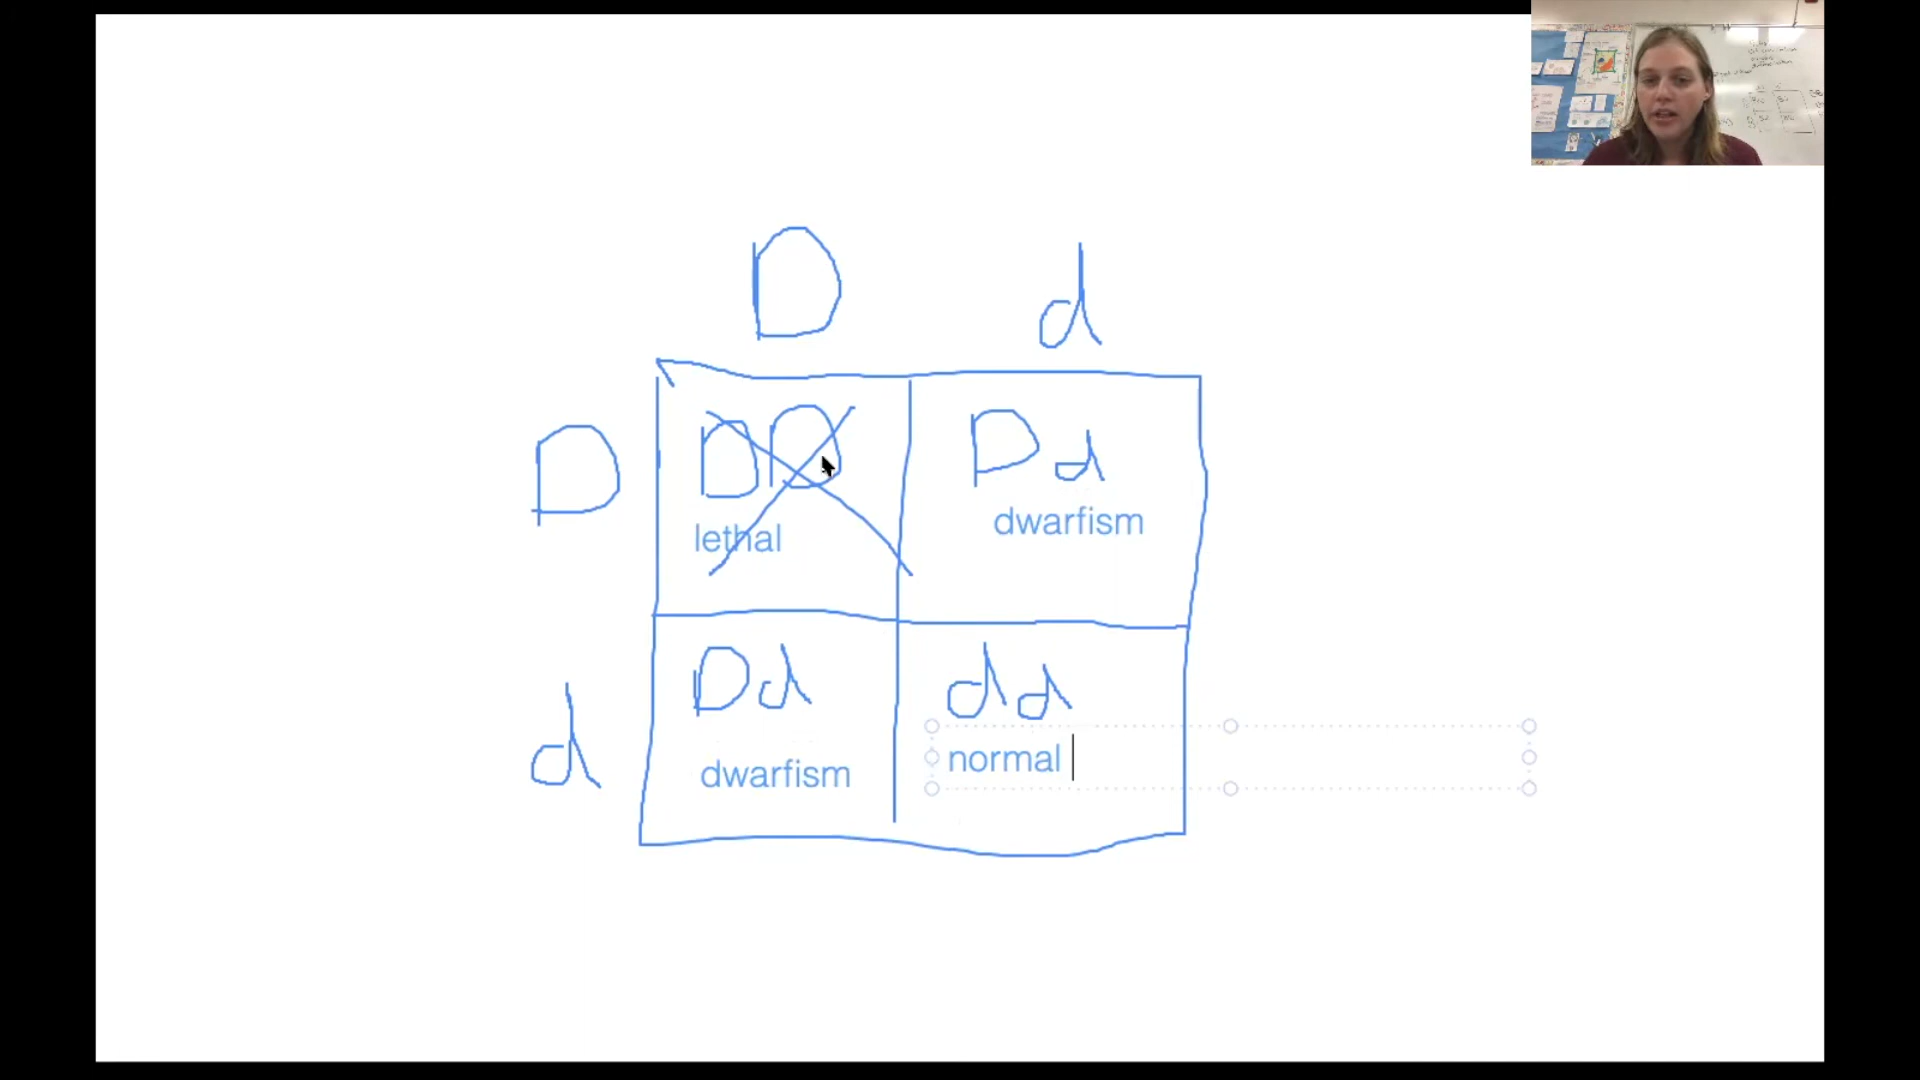 D d
D
DD
lethal
Dd
dwarfism
d
Dd
dwarfism
dd
normal